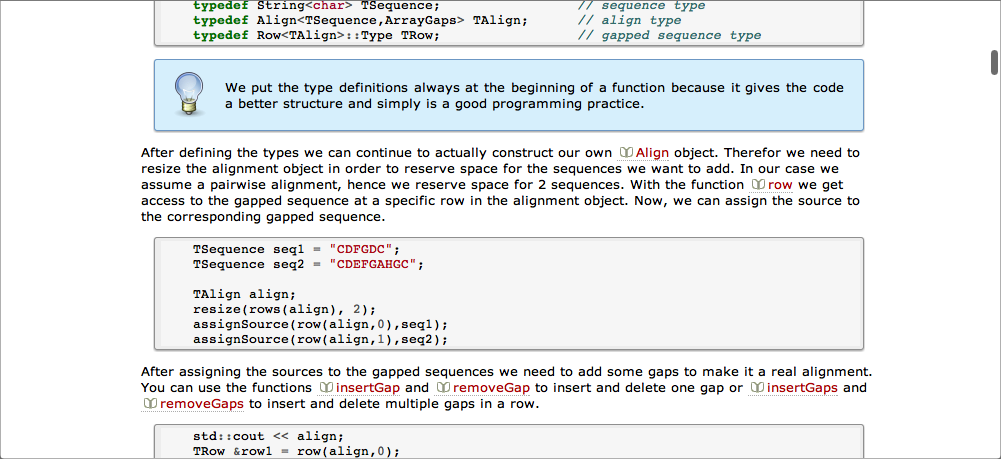 typedef String<char> TSequence; // sequence type
typedef Align<TSequence,ArrayGaps> TAlign; // align type
typedef Row<TAlign>::Type TRow; // gapped sequence type
We put the type definitions always at the beginning of a function because it gives the code
a better structure and simply is a good programming practice.
After defining the types we can continue to actually construct our own Align object. Therefor we need to
resize the alignment object in order to reserve space for the sequences we want to add. In our case we
assume a pairwise alignment, hence we reserve space for 2 sequences. With the function row we get
access to the gapped sequence at a specific row in the alignment object. Now, we can assign the source to
the corresponding gapped sequence.
TSequence seq1 = "CDFGDC";
TSequence seq2 = "CDEFGAHGC";
TAlign align;
resize(rows(align), 2);
assignSource(row(align,0),seq1);
assignSource(row(align,1),seq2);
After assigning the sources to the gapped sequences we need to add some gaps to make it a real alignment.
You can use the functions insertGap and removeGap to insert and delete one gap or insertGaps and
removeGaps to insert and delete multiple gaps in a row.
std::cout << align;
TRow &row1 = row(align,0);